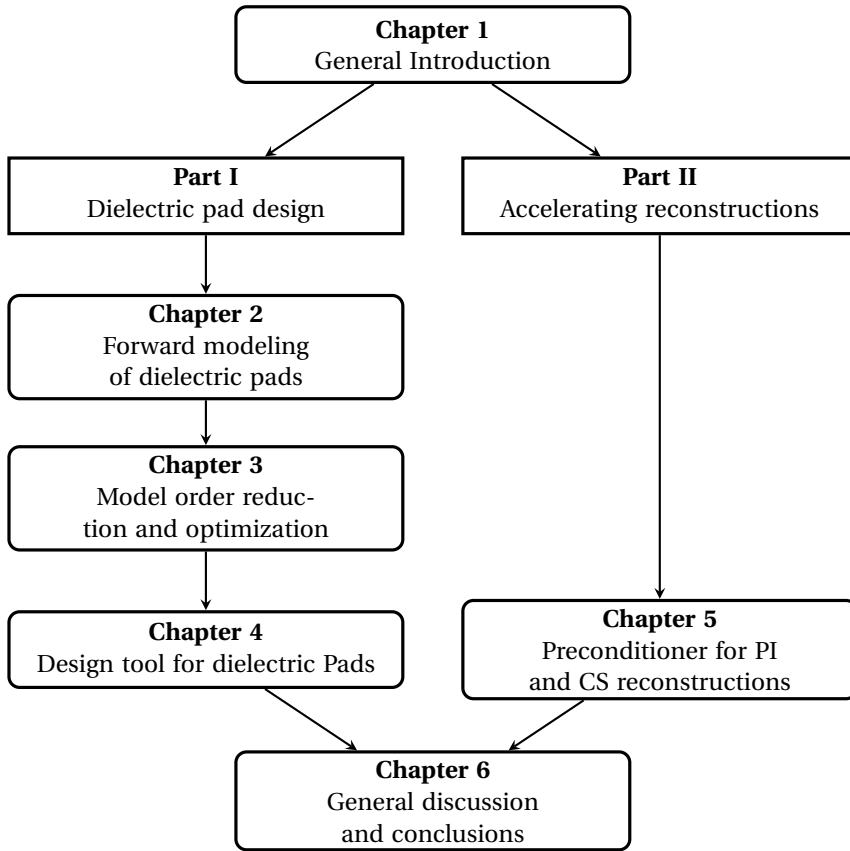 Chapter 1
General Introduction
Part I
Dielectric pad design
Part II
Accelerating reconstructions
Chapter 2
Forward modeling
of dielectric pads
Chapter 3
Model order reduc-
tion and optimization
Chapter 4
Design tool for dielectric Pads
Chapter 5
Preconditioner for PI
and CS reconstructions
Chapter 6
General discussion
and conclusions